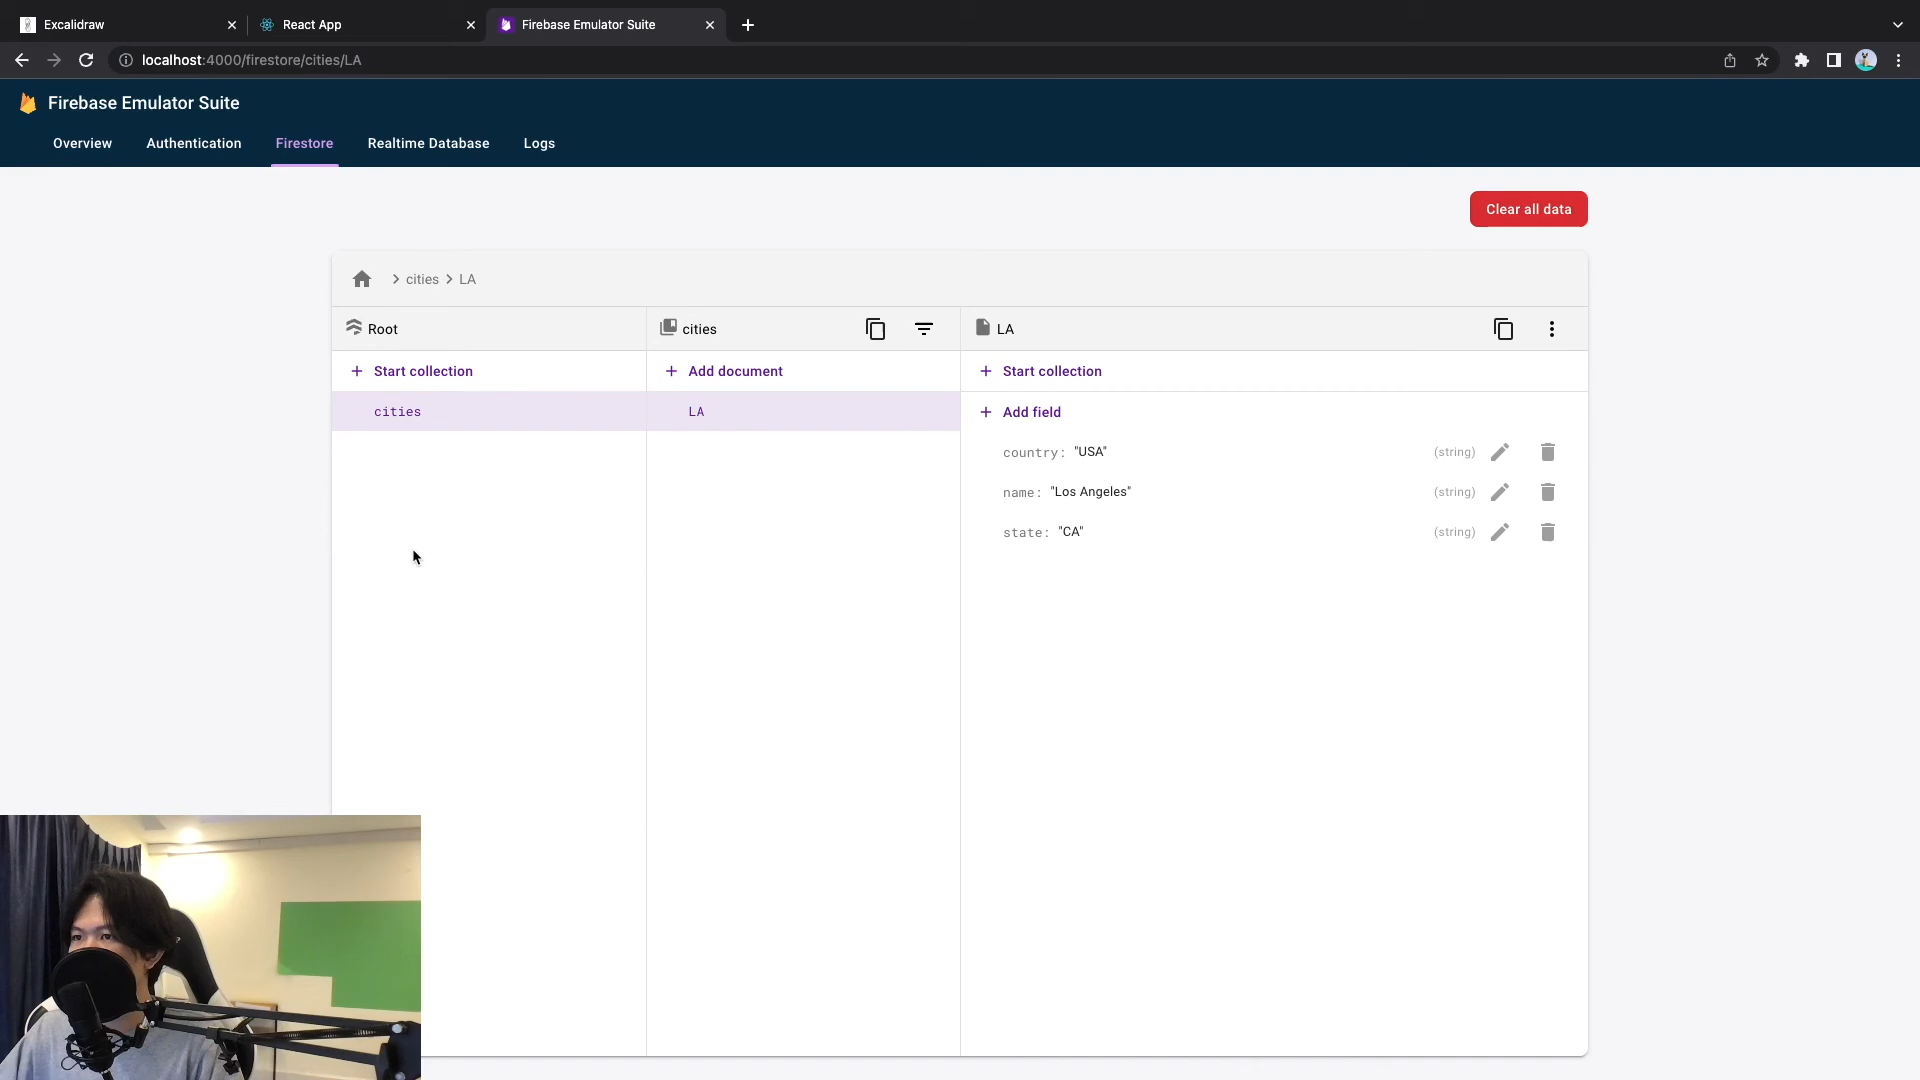 Excalidraw
React App
Firebase Emulator Suite
localhost:4000/firestore/cities/LA
Firebase Emulator Suite
Overview
Authentication
Firestore
Realtime Database
Logs
Clear all data
cities
LA
Root
cities
LA
Start collection
Add document
Start collection
cities
LA
Add field
country: "USA"
(string)
name: "Los Angeles"
(string)
state: "CA"
(string)